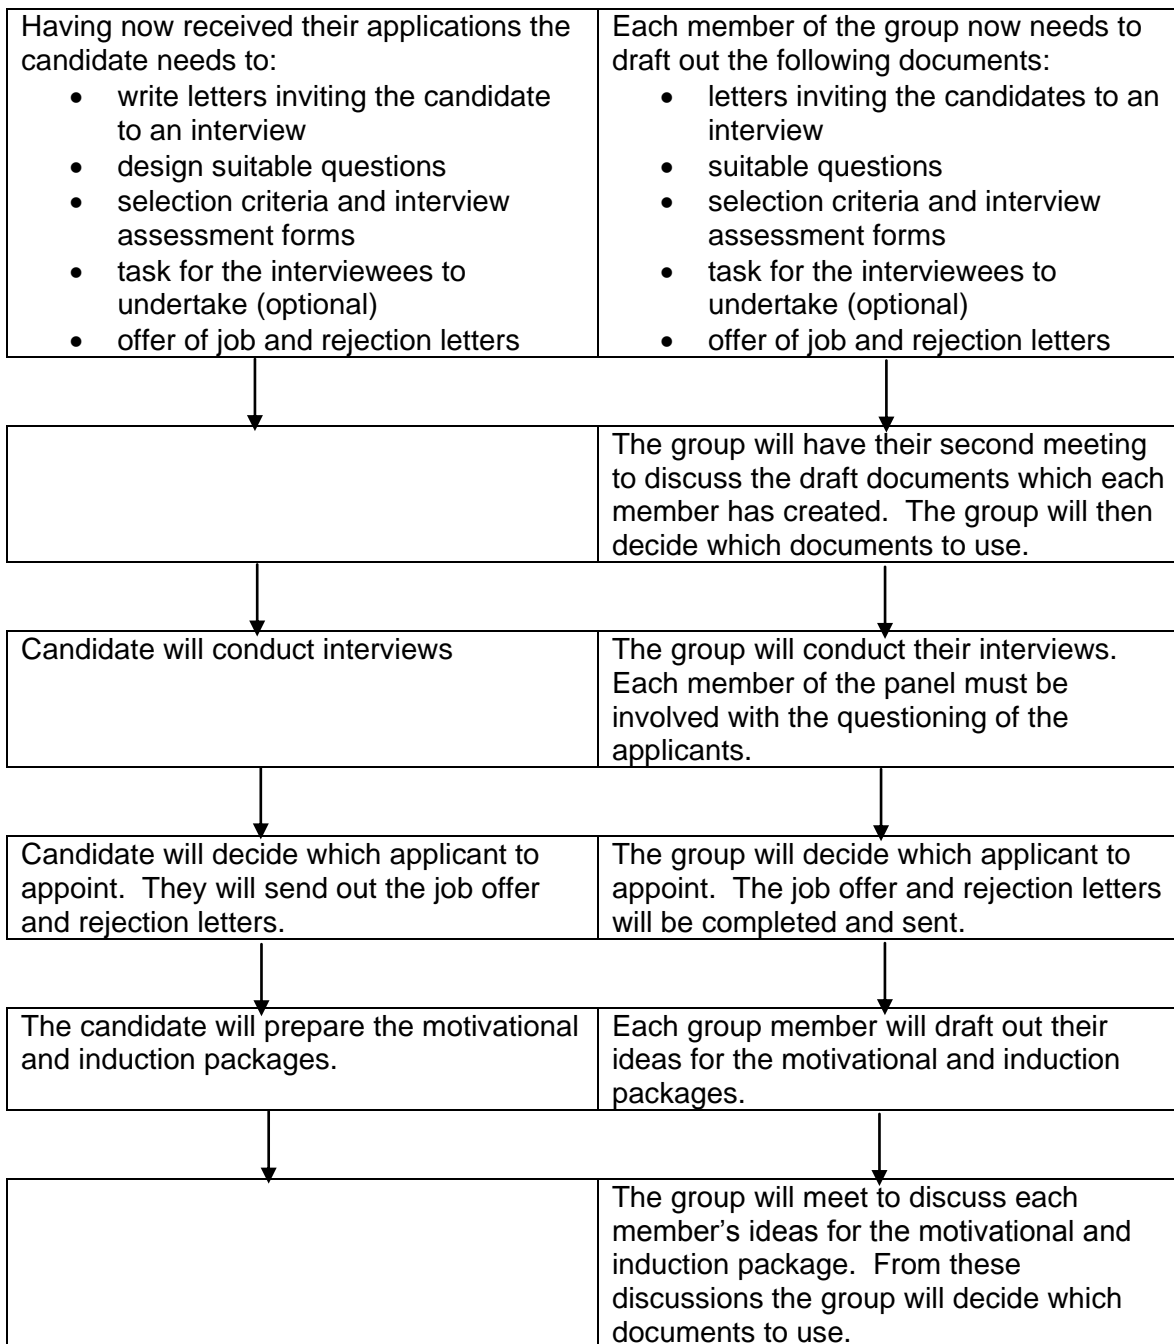 Having now received their applications the
candidate needs to:
• write letters inviting the candidate
to an interview
• design suitable questions
• selection criteria and interview
assessment forms
• task for the interviewees to
undertake (optional)
• offer of job and rejection letters
Each member of the group now needs to
draft out the following documents:
• letters inviting the candidates to an
interview
• suitable questions
• selection criteria and interview
assessment forms
• task for the interviewees to
undertake (optional)
• offer of job and rejection letters
The group will have their second meeting
to discuss the draft documents which each
member has created.  The group will then
decide which documents to use.
Candidate will conduct interviews
The group will conduct their interviews.
Each member of the panel must be
involved with the questioning of the
applicants.
Candidate will decide which applicant to
appoint.  They will send out the job offer
and rejection letters.
The group will decide which applicant to
appoint.  The job offer and rejection letters
will be completed and sent.
The candidate will prepare the motivational
and induction packages.
Each group member will draft out their
ideas for the motivational and induction
packages.
The group will meet to discuss each
member's ideas for the motivational and
induction package.  From these
discussions the group will decide which
documents to use.